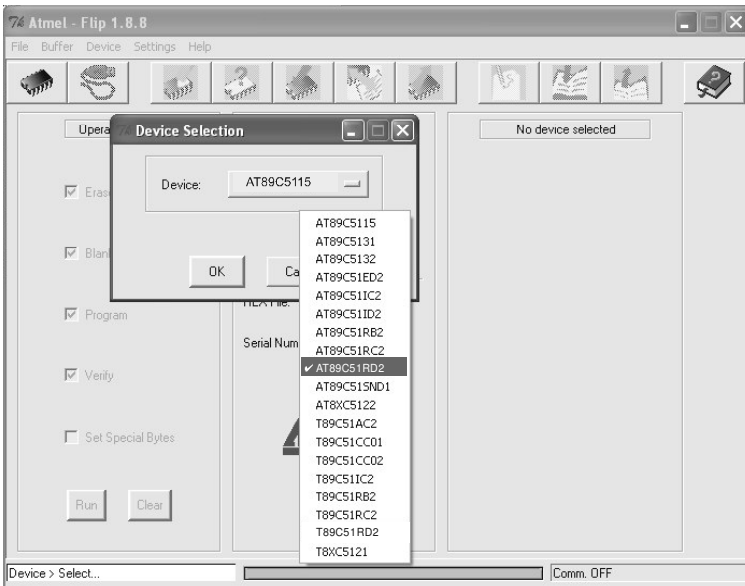 Atmel - Flip 1.8.8
File Buffer Device Settings Help
Device Selection
No device selected
Device: AT89C5115
OK
AT89C5115
AT89C5131
AT89C5132
AT89C51ED2
AT89C51IC2
AT89C51ID2
AT89C51RB2
AT89C51RC2
✔ AT89C51RD2
AT89C51SND1
AT8XC5122
T89C51AC2
T89C51CC01
T89C51CC02
T89C51IC2
T89C51RB2
T89C51RC2
T89C51RD2
T8XC5121
HEX File:
Serial Num
Program
Verify
Set Special Bytes
Run Clear
Device > Select...
Comm. OFF